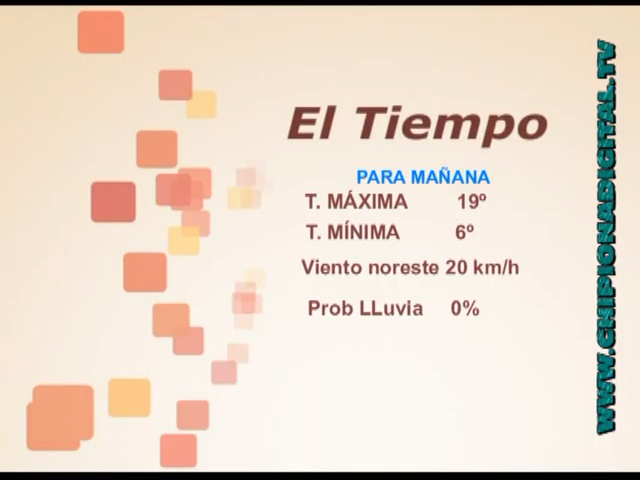 El Tiempo
PARA MAÑANA
T. MÁXIMA 19º
T. MÍNIMA 6º
Viento noreste 20 km/h
Prob LLuvia 0%
WWW.CHIPIONADIGITAL.TV